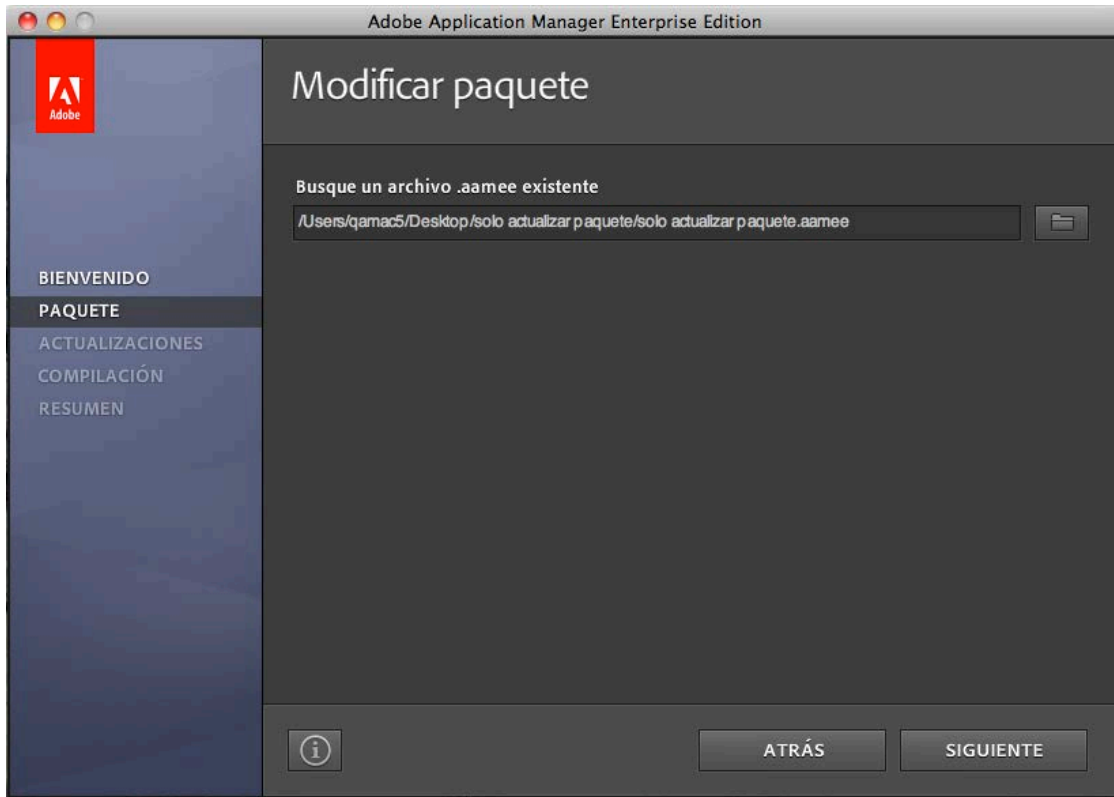 Adobe Application Manager Enterprise Edition
Adobe
Modificar paquete
Busque un archivo .aamee existente
/Users/qamac5/Desktop/solo actualizar paquete/solo actualizar paquete.aamee
BIENVENIDO
PAQUETE
ACTUALIZACIONES
COMPILACIÓN
RESUMEN
ATRÁS
SIGUIENTE